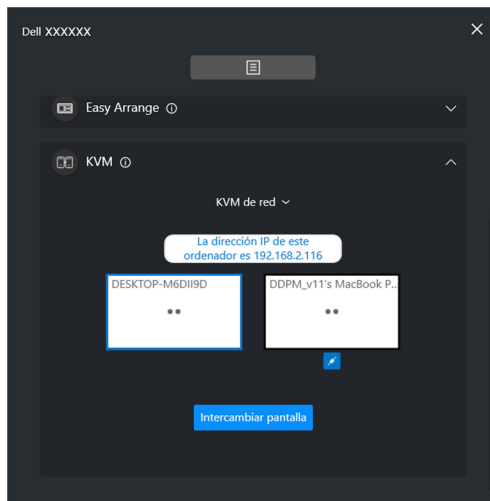 Dell XXXXXX
Easy Arrange
KVM
KVM de red
La dirección IP de este
ordenador es 192.168.2.116
DESKTOP-M6DII9D
DDPM_v11's MacBook P...
Intercambiar pantalla